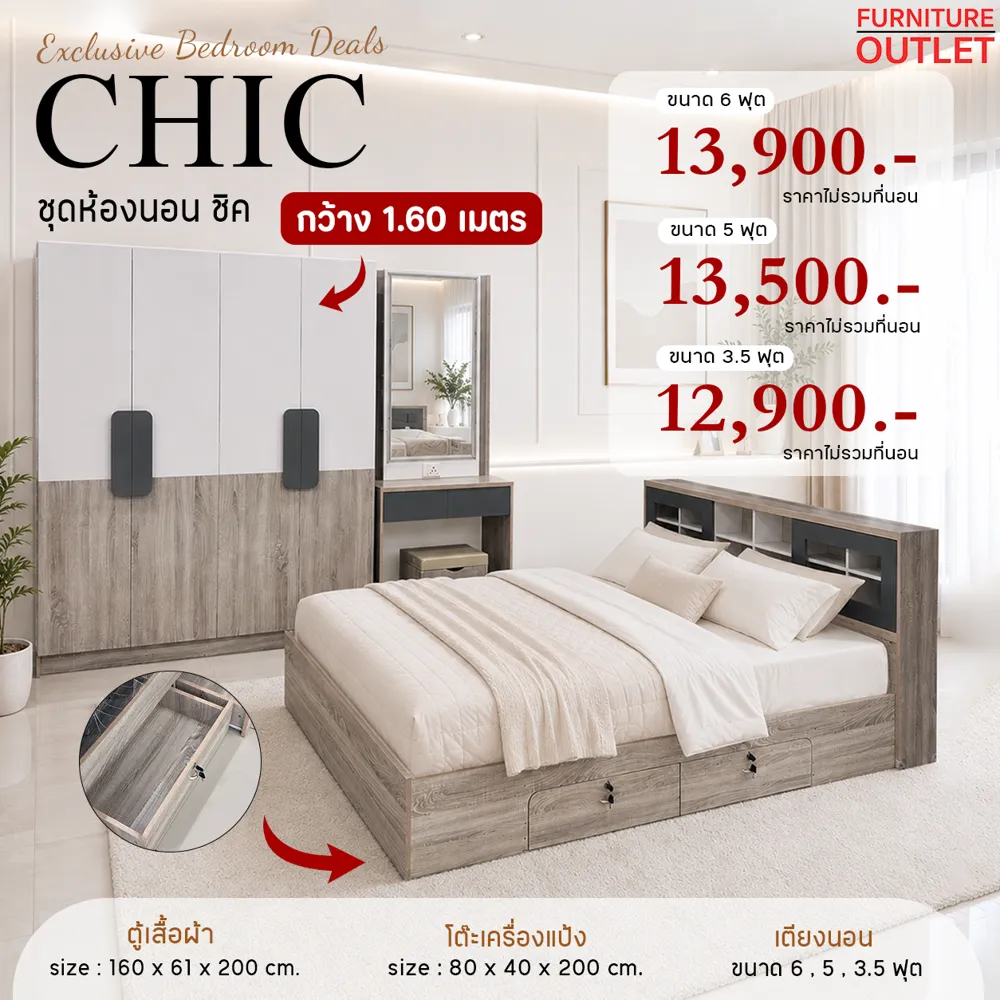 Exclusive Bedroom Deals
CHIC
ชุดห้องนอน ชิค
กว้าง 1.60 เมตร
FURNITURE
OUTLET
ขนาด 6 ฟุต
13,900.-
ราคาไม่รวมที่นอน
ขนาด 5 ฟุต
13,500.-
ราคาไม่รวมที่นอน
ขนาด 3.5 ฟุต
12,900.-
ราคาไม่รวมที่นอน
ตู้เสื้อผ้า
size : 160 x 61 x 200 cm.
โต๊ะเครื่องแป้ง
size : 80 x 40 x 200 cm.
เตียงนอน
ขนาด 6 , 5 , 3.5 ฟุต